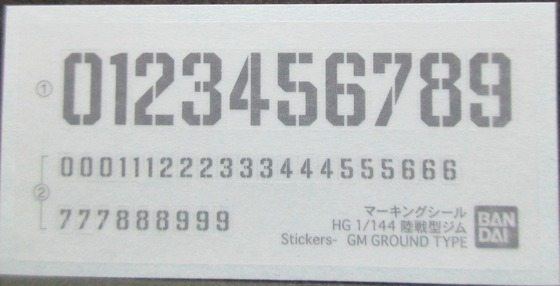 ① 0123456789
② 000111222333444555666
777888999
マーキングシール
HG 1/144 陸戦型ジム
Stickers- GM GROUND TYPE
BAN
DAI